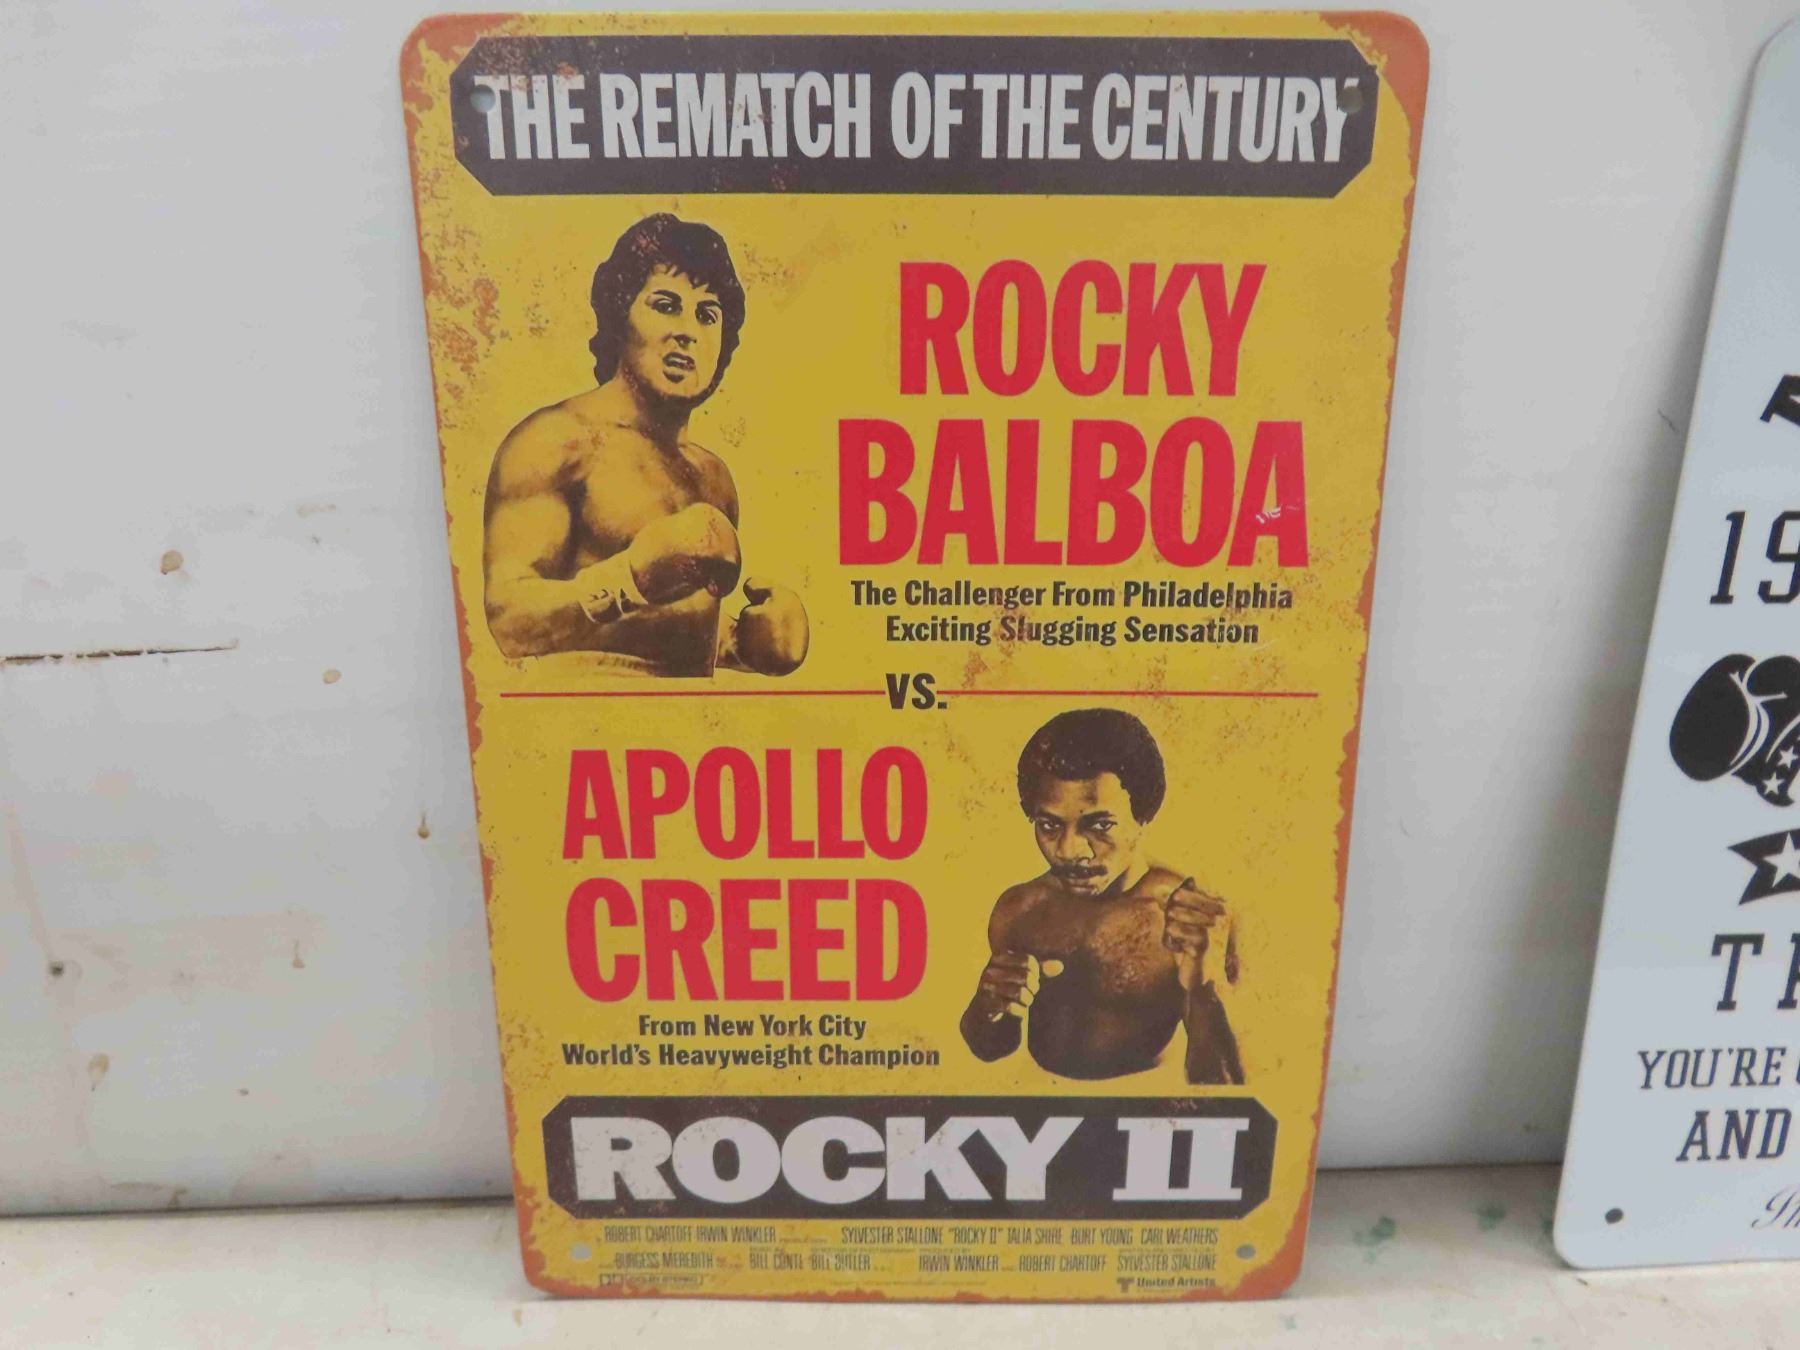 THE REMATCH OF THE CENTURY
ROCKY
BALBOA
The Challenger From Philadelphia
Exciting Slugging Sensation
VS.
APOLLO
CREED
From New York City
World's Heavyweight Champion
ROCKY II
ROBERT CHARTOFF IRWIN WINKLER SYLVESTER STALLONE "ROCKY II" TALIA SHIRE BURT YOUNG CARL WEATHERS
BURGESS MEREDITH BILL CONTI BILL BUTLER IRWIN WINKLER ROBERT CHARTOFF SYLVESTER STALLONE
DOLBY STEREO United Artists
19
T
YOU'RE
AND